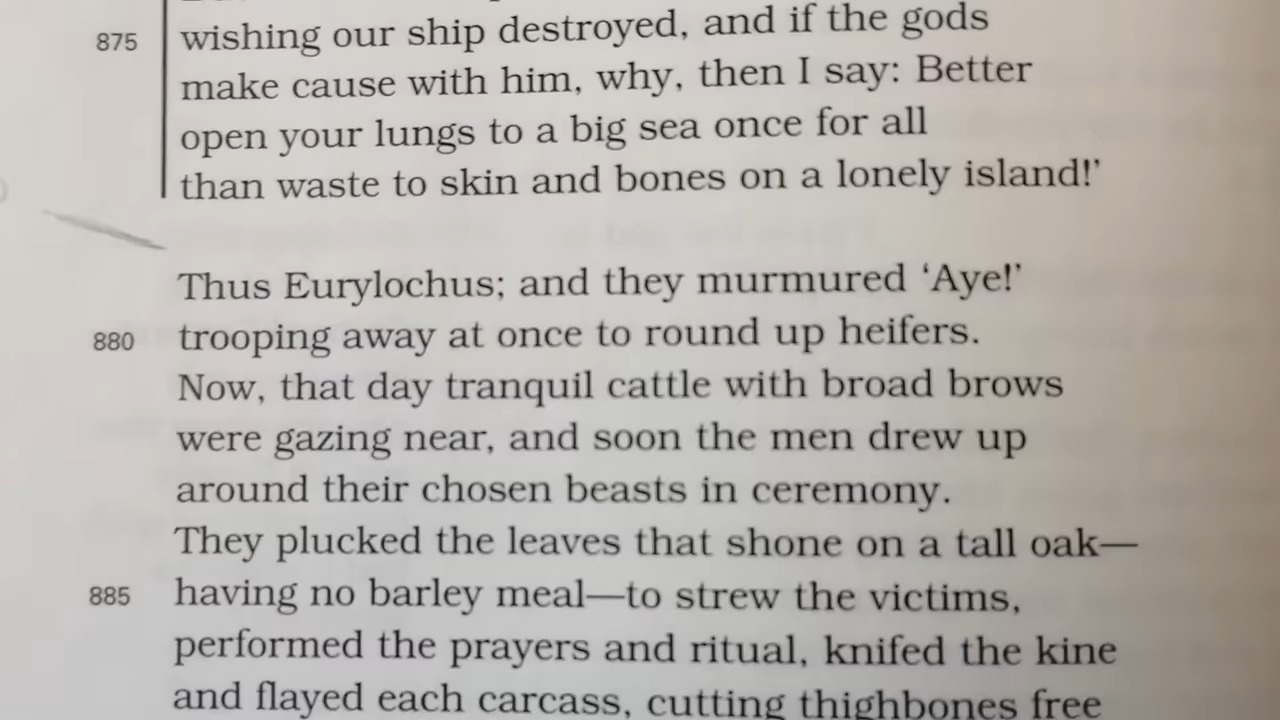 875 wishing our ship destroyed, and if the gods
make cause with him, why, then I say: Better
open your lungs to a big sea once for all
than waste to skin and bones on a lonely island!’
Thus Eurylochus; and they murmured ‘Aye!’
880 trooping away at once to round up heifers.
Now, that day tranquil cattle with broad brows
were gazing near, and soon the men drew up
around their chosen beasts in ceremony.
They plucked the leaves that shone on a tall oak—
885 having no barley meal—to strew the victims,
performed the prayers and ritual, knifed the kine
and flayed each carcass, cutting thighbones free